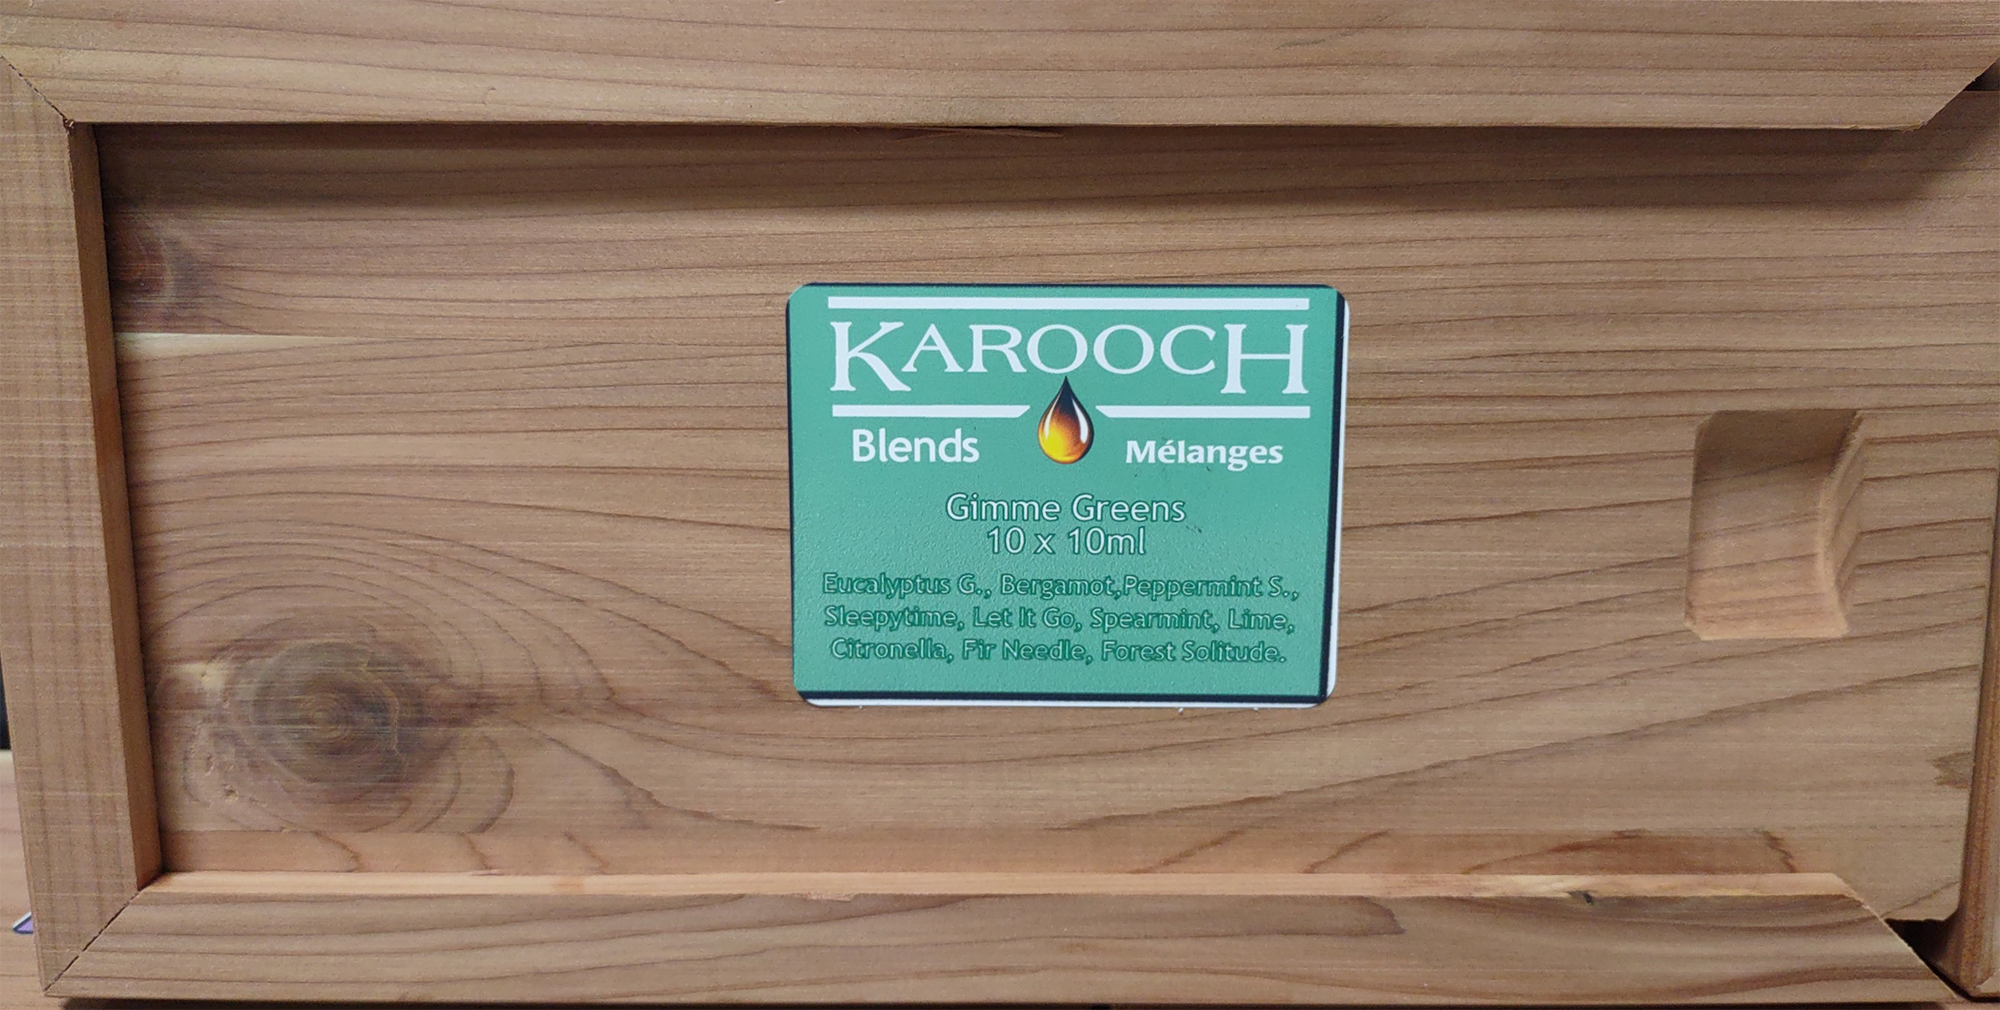 KAROOCH
Blends Mélanges
Gimme Greens
10 x 10ml
Eucalyptus G., Bergamot,Peppermint S.,
Sleepytime, Let It Go, Spearmint, Lime,
Citronella, Fir Needle, Forest Solitude.